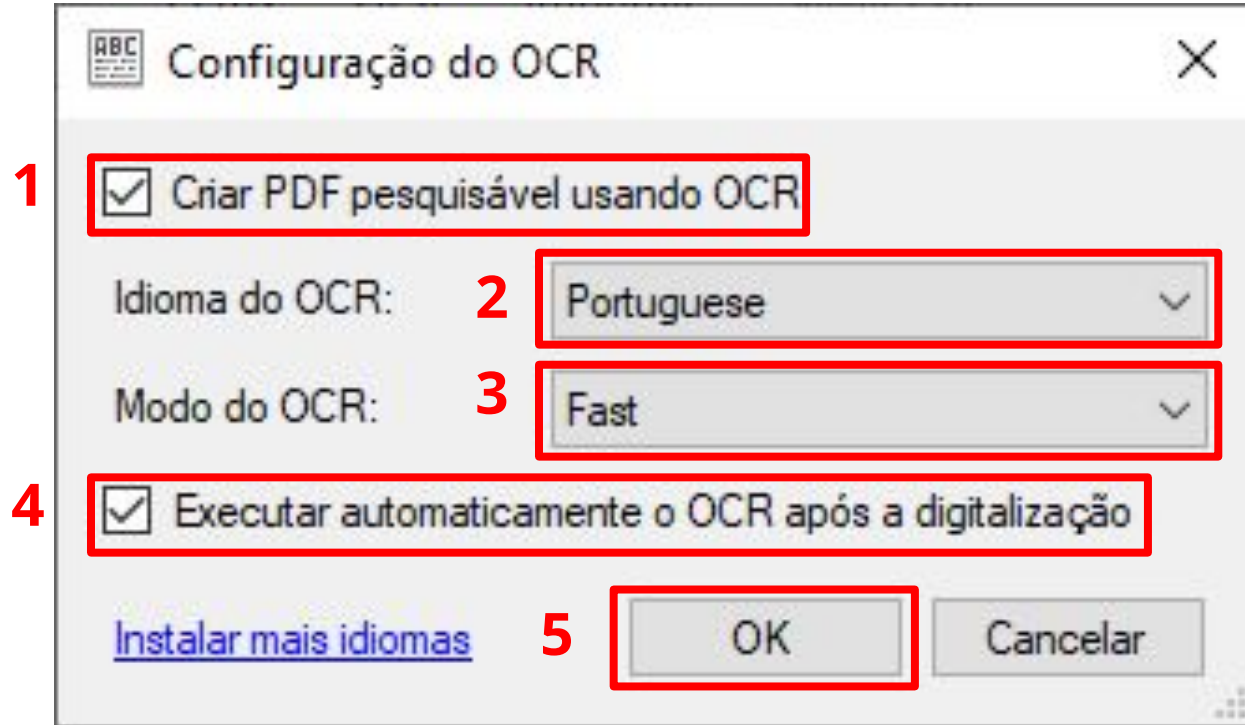 ABC
Configuração do OCR
1 Criar PDF pesquisável usando OCR
Idioma do OCR: 2 Portuguese
Modo do OCR: 3 Fast
4 Executar automaticamente o OCR após a digitalização
Instalar mais idiomas 5 OK Cancelar